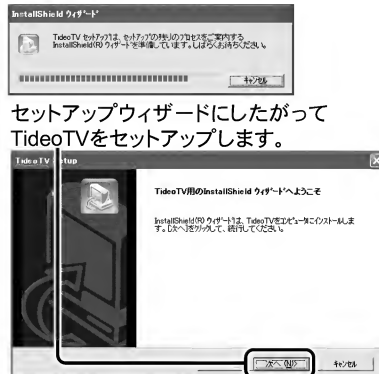 InstallShield ウィザード
TideoTV セットアップは、セットアップの残りのプロセスをご案内する
InstallShield(R) ウィザードを準備しています。しばらくお待ちください。
キャンセル
セットアップウィザードにしたがって
TideoTVをセットアップします。
TideoTV Setup
TideoTV用のInstallShield ウィザードへようこそ
InstallShield(R) ウィザードは、TideoTVをコンピュータにインストールしま
す。[次へ]をクリックして、続行してください。
次へ(N)>
キャンセル